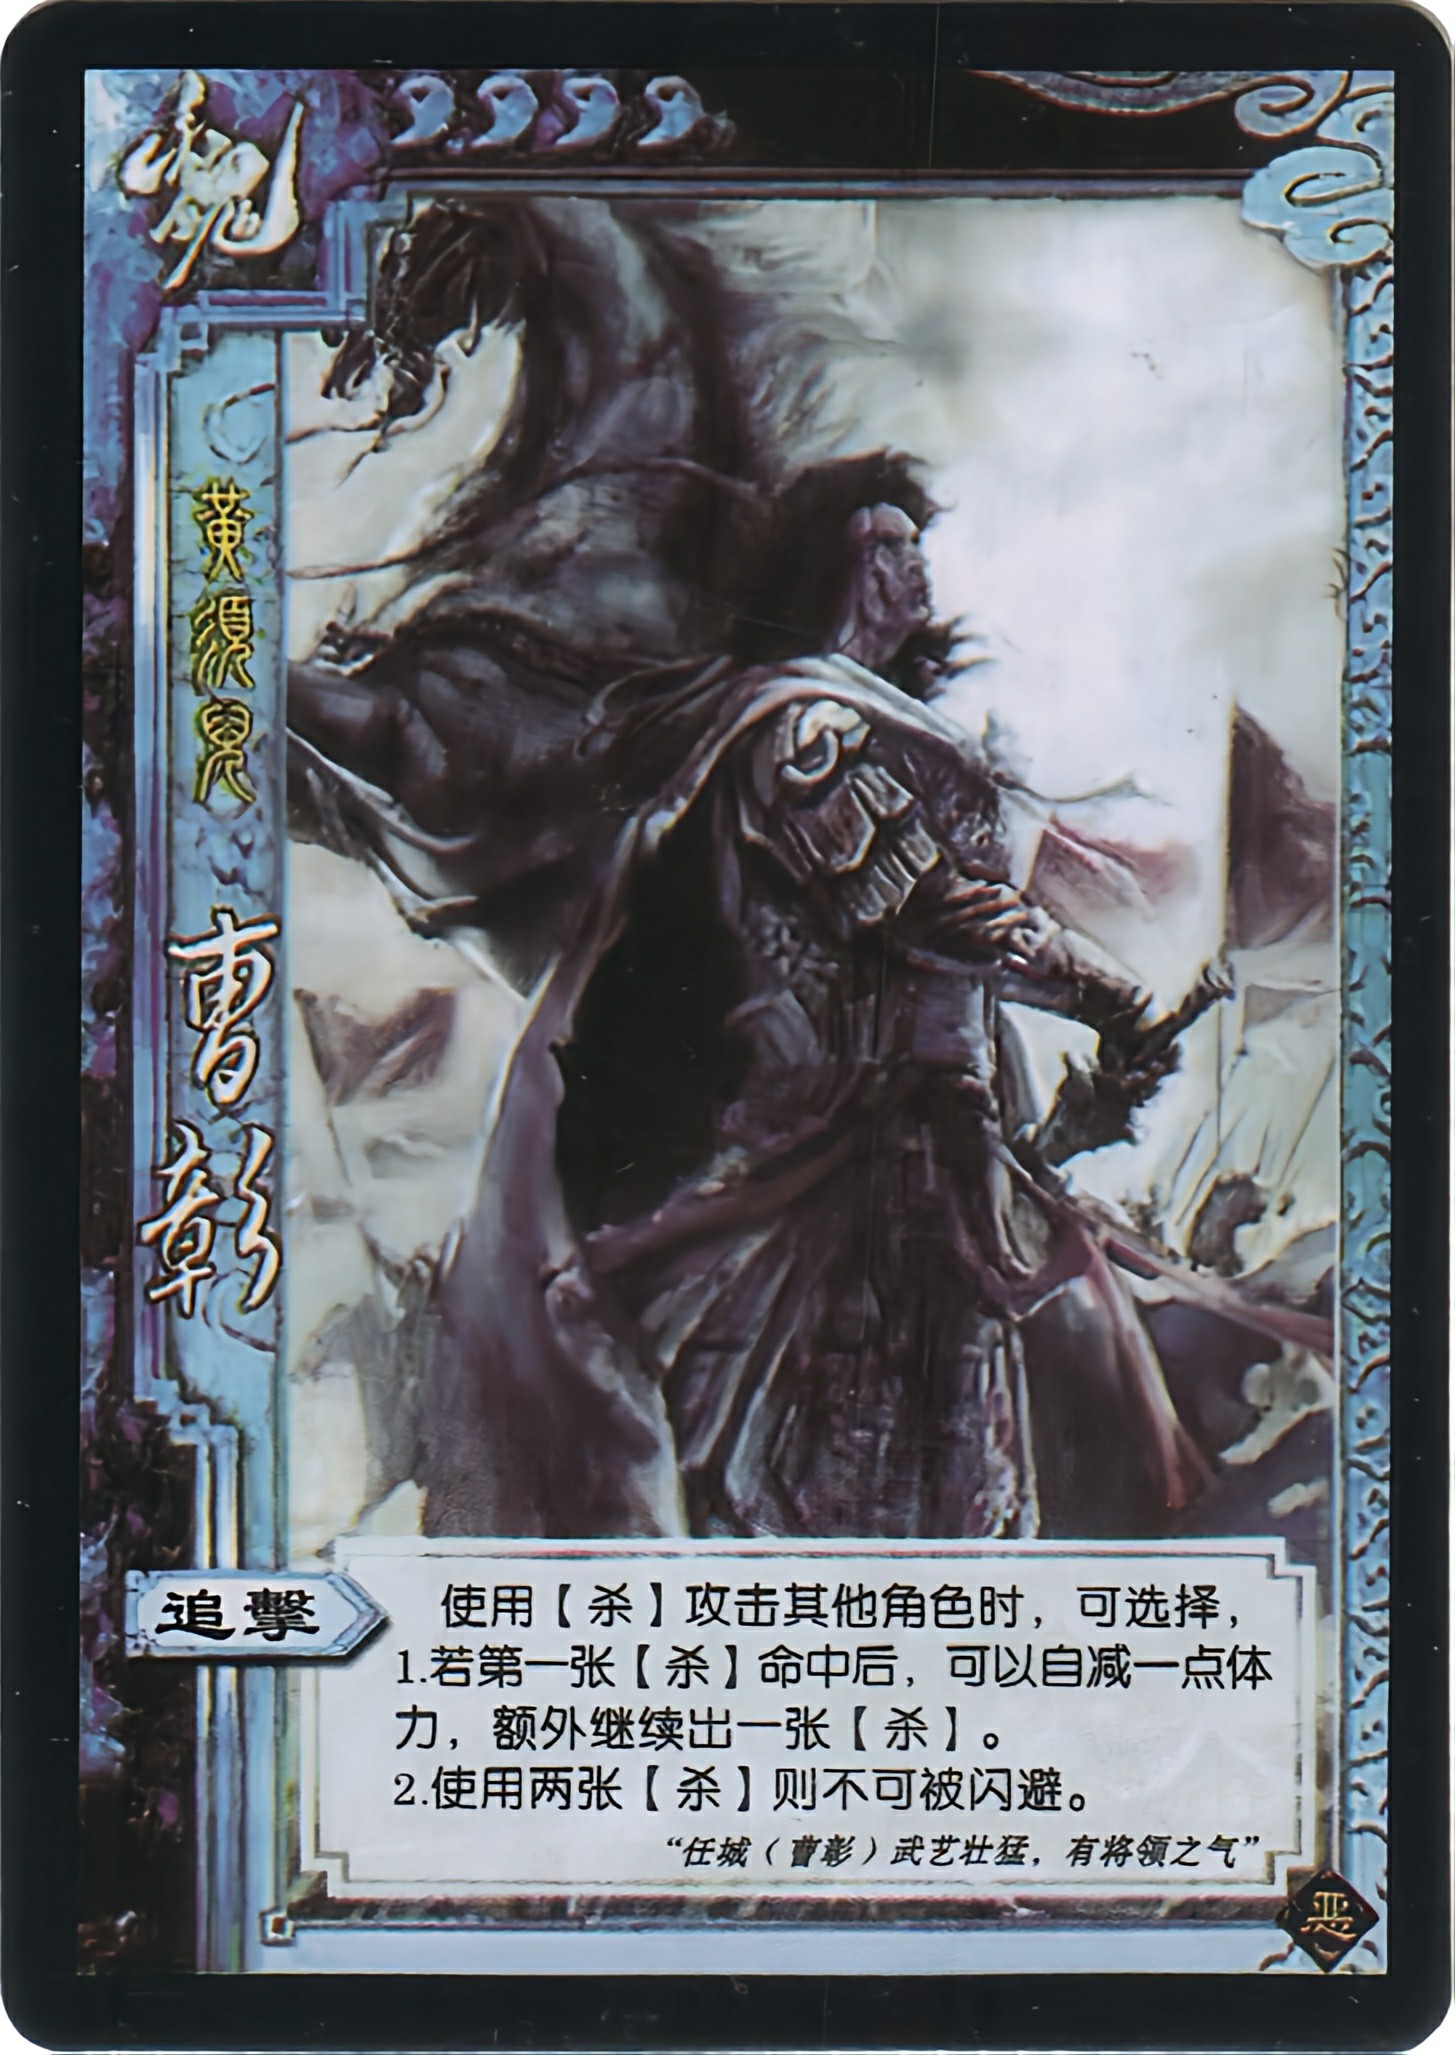 魏
黄須兒
曹彰
追擊
使用【杀】攻击其他角色时，可选择，
1.若第一张【杀】命中后，可以自减一点体
力，额外继续出一张【杀】。
2.使用两张【杀】则不可被闪避。
“任城（曹彰）武艺壮猛，有将领之气”
恶